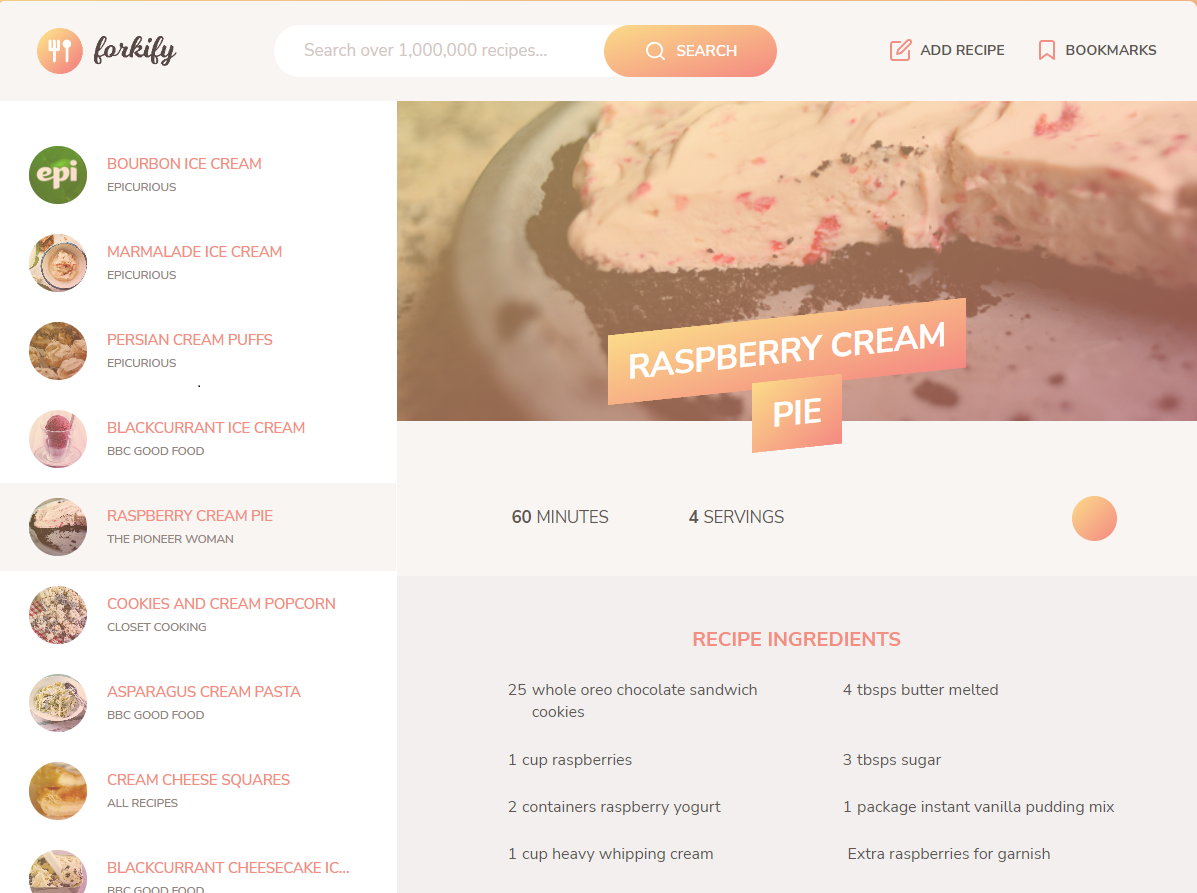 forkify
Search over 1,000,000 recipes...
SEARCH
ADD RECIPE
BOOKMARKS
epi
BOURBON ICE CREAM
EPICURIOUS
MARMALADE ICE CREAM
EPICURIOUS
PERSIAN CREAM PUFFS
EPICURIOUS
BLACKCURRANT ICE CREAM
BBC GOOD FOOD
RASPBERRY CREAM PIE
THE PIONEER WOMAN
COOKIES AND CREAM POPCORN
CLOSET COOKING
ASPARAGUS CREAM PASTA
BBC GOOD FOOD
CREAM CHEESE SQUARES
ALL RECIPES
BLACKCURRANT CHEESECAKE IC...
BBC GOOD FOOD
RASPBERRY CREAM
PIE
60 MINUTES
4 SERVINGS
RECIPE INGREDIENTS
25 whole oreo chocolate sandwich
cookies
4 tbsps butter melted
1 cup raspberries
3 tbsps sugar
2 containers raspberry yogurt
1 package instant vanilla pudding mix
1 cup heavy whipping cream
Extra raspberries for garnish